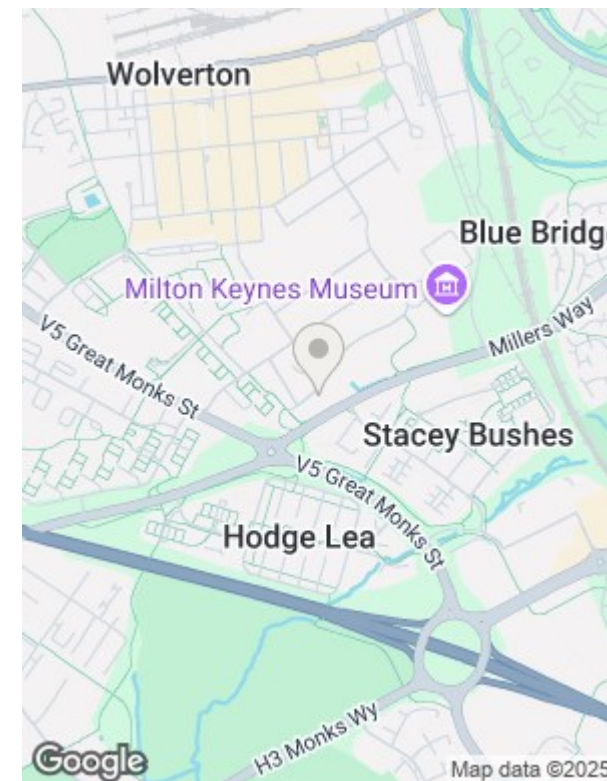 Wolverton
Blue Bridg
Milton Keynes Museum
M
Millers Way
V5 Great Monks St
Stacey Bushes
V5 Great Monks St
Hodge Lea
H3 Monks Wy
Google
Map data ©2025